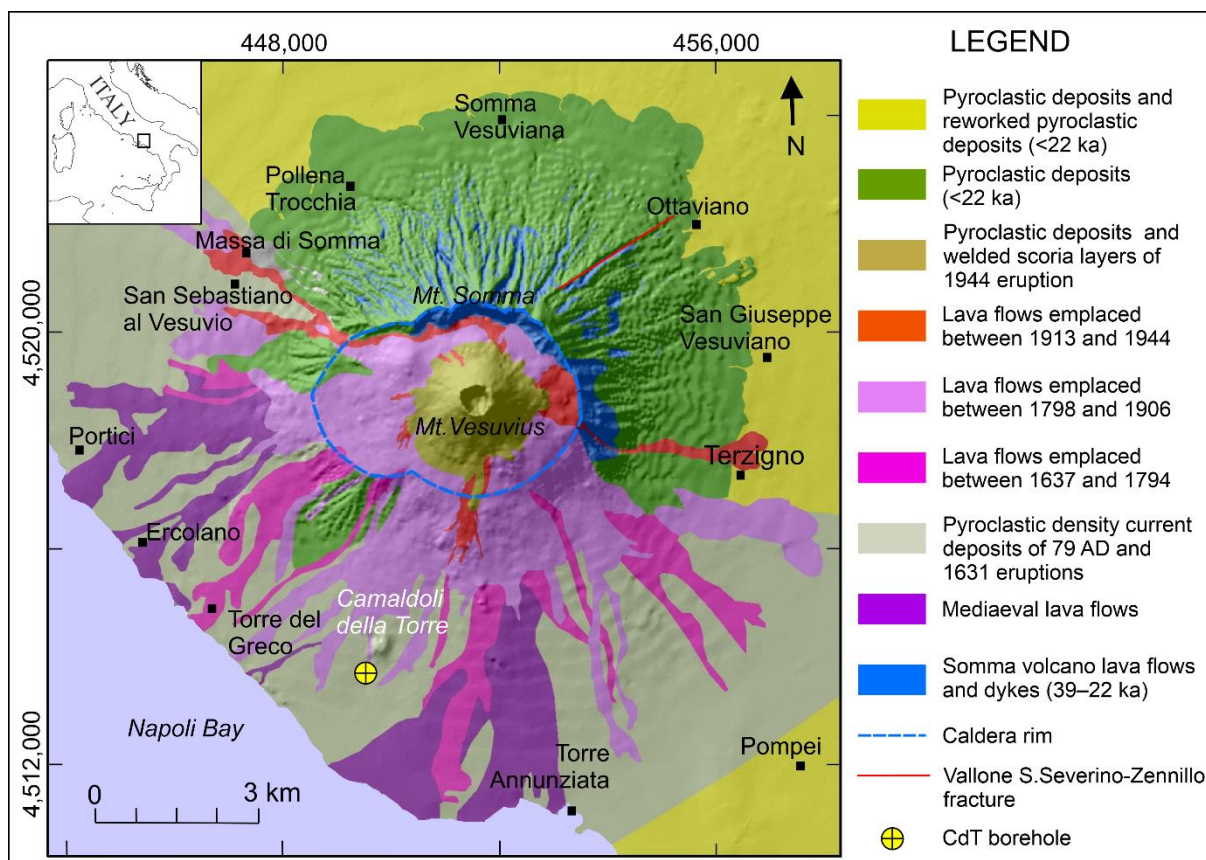 448,000
456,000
ITALY
N
Somma
Vesuviana
Pollena
Trocchia
Ottaviano
Massa di Somma
Mt. Somma
San Sebastiano
al Vesuvio
San Giuseppe
Vesuviano
4,520,000
Mt.Vesuvius
Portici
Terzigno
Ercolano
Camaldoli
della Torre
Torre del
Greco
Napoli Bay
4,512,000
Pompei
Torre
Annunziata
0
3 km
LEGEND
Pyroclastic deposits and
reworked pyroclastic
deposits (<22 ka)
Pyroclastic deposits
(<22 ka)
Pyroclastic deposits and
welded scoria layers of
1944 eruption
Lava flows emplaced
between 1913 and 1944
Lava flows emplaced
between 1798 and 1906
Lava flows emplaced
between 1637 and 1794
Pyroclastic density current
deposits of 79 AD and
1631 eruptions
Mediaeval lava flows
Somma volcano lava flows
and dykes (39–22 ka)
Caldera rim
Vallone S.Severino-Zennillo
fracture
CdT borehole